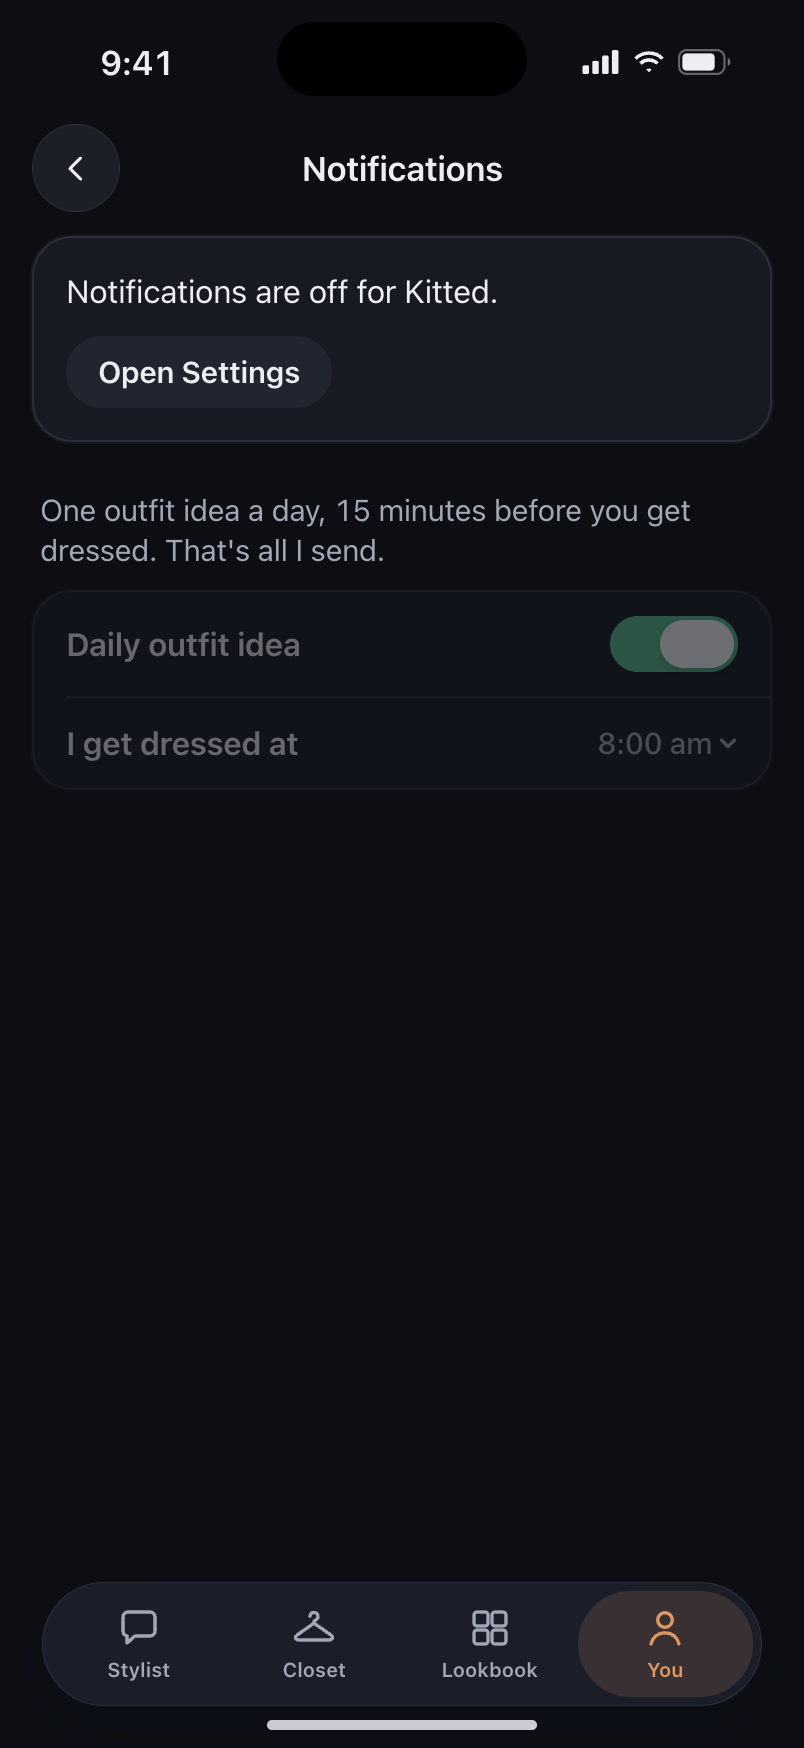 9:41
Notifications
Notifications are off for Kitted.
Open Settings
One outfit idea a day, 15 minutes before you get
dressed. That's all I send.
Daily outfit idea
I get dressed at
8:00 am
Stylist
Closet
Lookbook
You